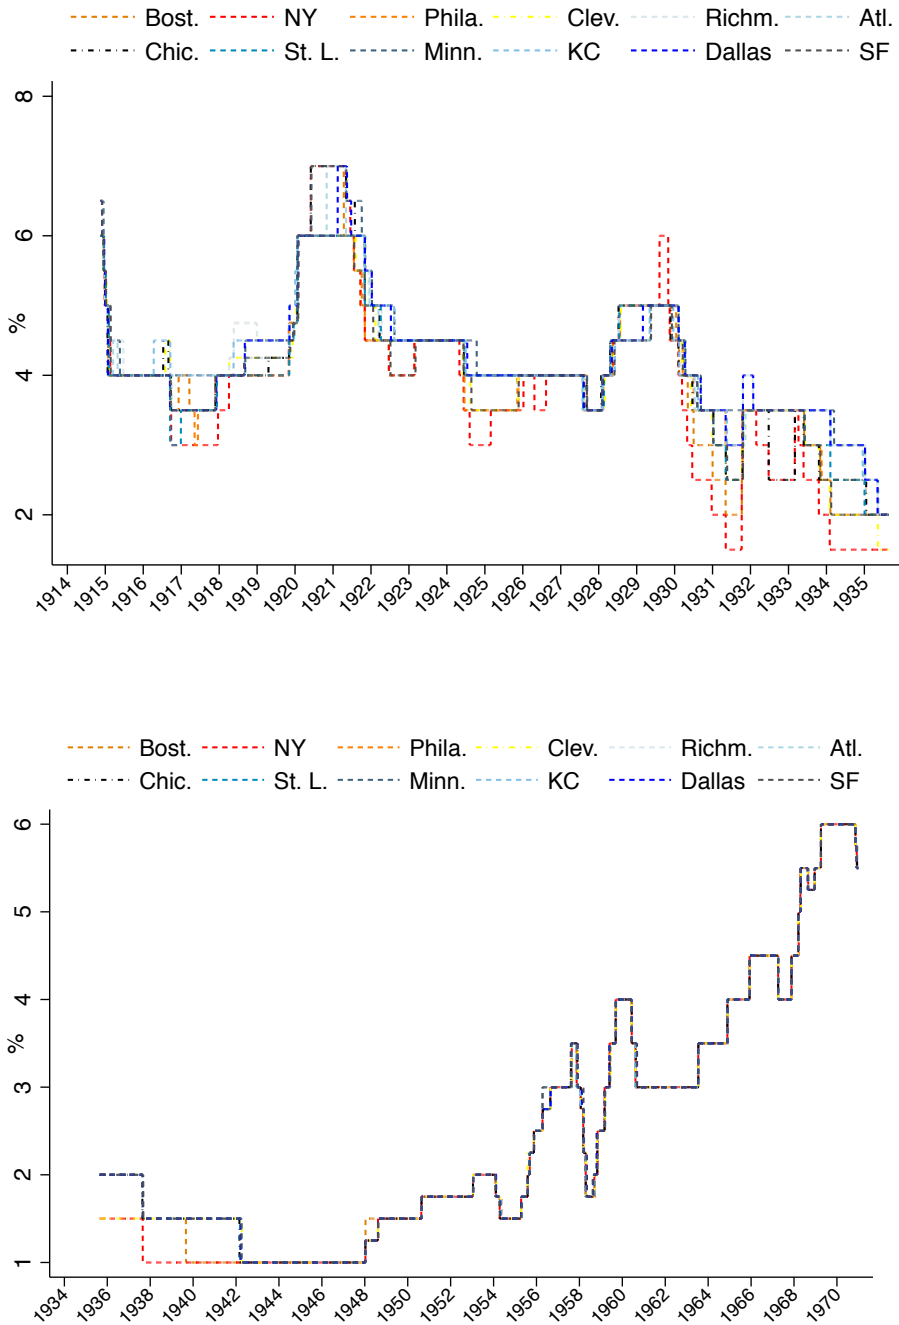 Bost. NY Phila. Clev. Richm. Atl.
Chic. St. L. Minn. KC Dallas SF
8
6
%
4
2
1914 1915 1916 1917 1918 1919 1920 1921 1922 1923 1924 1925 1926 1927 1928 1929 1930 1931 1932 1933 1934 1935
Bost. NY Phila. Clev. Richm. Atl.
Chic. St. L. Minn. KC Dallas SF
6
5
4
%
3
2
1
1934 1936 1938 1940 1942 1944 1946 1948 1950 1952 1954 1956 1958 1960 1962 1964 1966 1968 1970